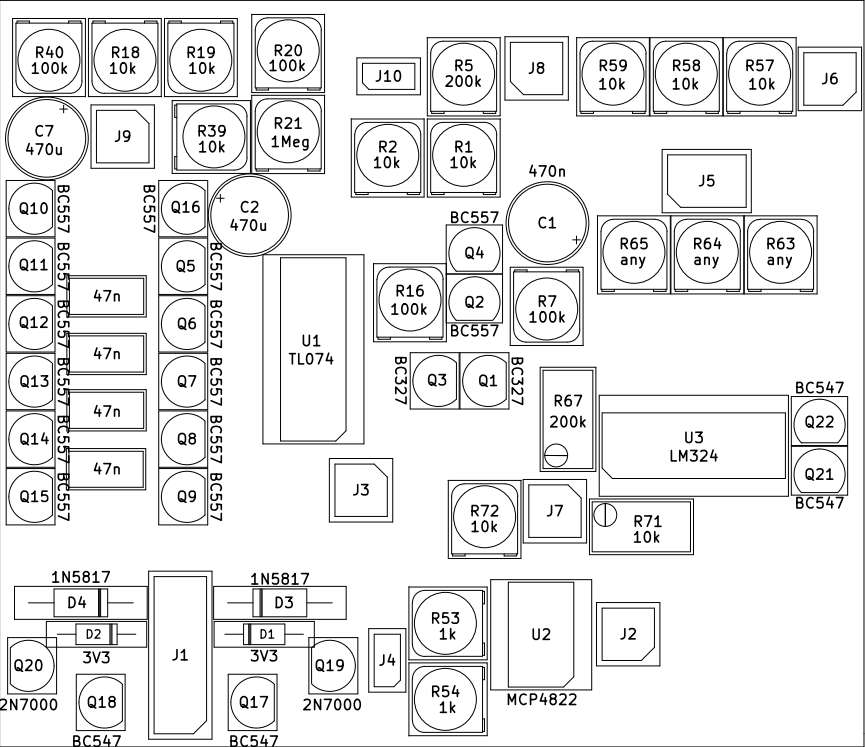 R40
100k
R18
10k
R19
10k
R20
100k
J10
R5
200k
J8
R59
10k
R58
10k
R57
10k
J6
C7
470u
+
J9
R39
10k
R21
1Meg
R2
10k
R1
10k
470n
C1
+
J5
Q10
BC557
BC557
Q16
C2
470u
+
BC557
Q4
R65
any
R64
any
R63
any
Q11
BC557
Q5
BC557
47n
R16
100k
Q2
BC557
R7
100k
Q12
BC557
Q6
BC557
47n
U1
TL074
Q13
BC557
Q7
BC557
BC327
Q3
Q1
BC327
47n
R67
200k
U3
LM324
BC547
Q22
Q14
BC557
Q8
BC557
47n
Q21
BC547
Q15
BC557
Q9
BC557
J3
R72
10k
J7
R71
10k
1N5817
D4
1N5817
D3
D2
3V3
D1
3V3
J1
R53
1k
U2
MCP4822
J2
Q20
2N7000
Q19
2N7000
J4
R54
1k
Q18
BC547
Q17
BC547